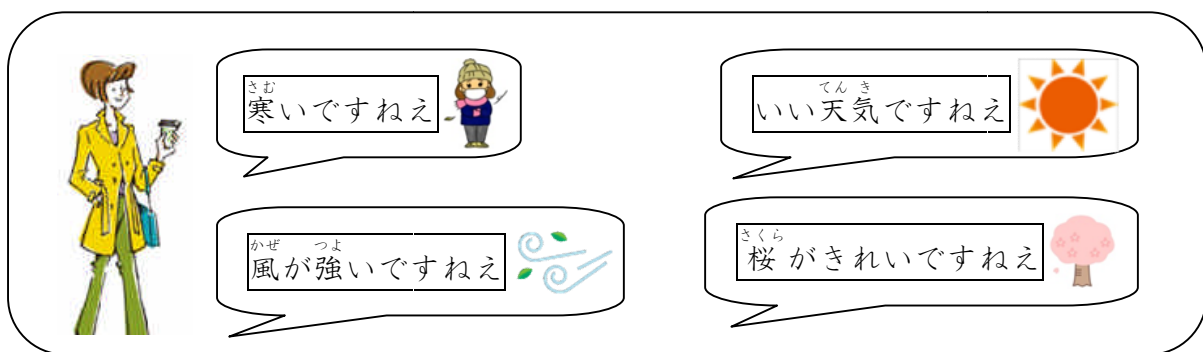 さむ
寒いですねえ
てんき
いい天気ですねえ
かぜ つよ
風が強いですねえ
さくら
桜がきれいですねえ